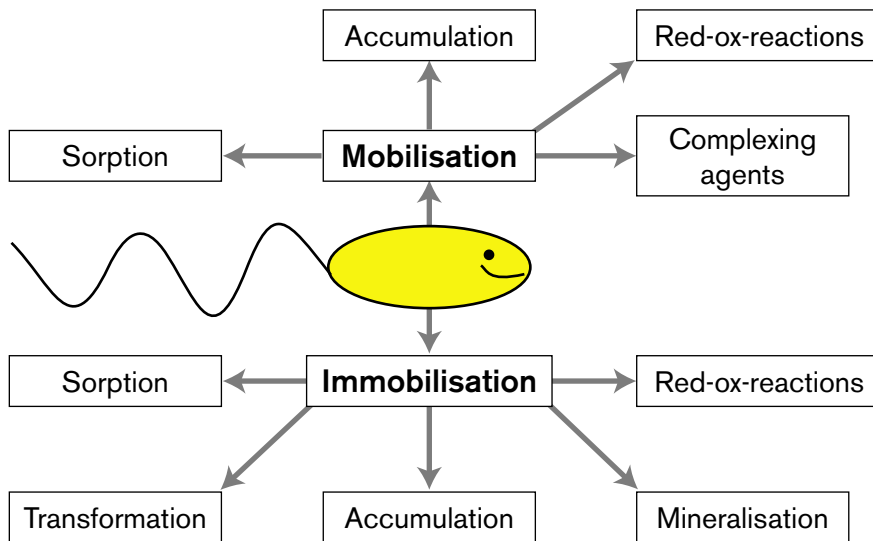 Accumulation
Red-ox-reactions
Sorption
Mobilisation
Complexing
agents
Sorption
Immobilisation
Red-ox-reactions
Transformation
Accumulation
Mineralisation